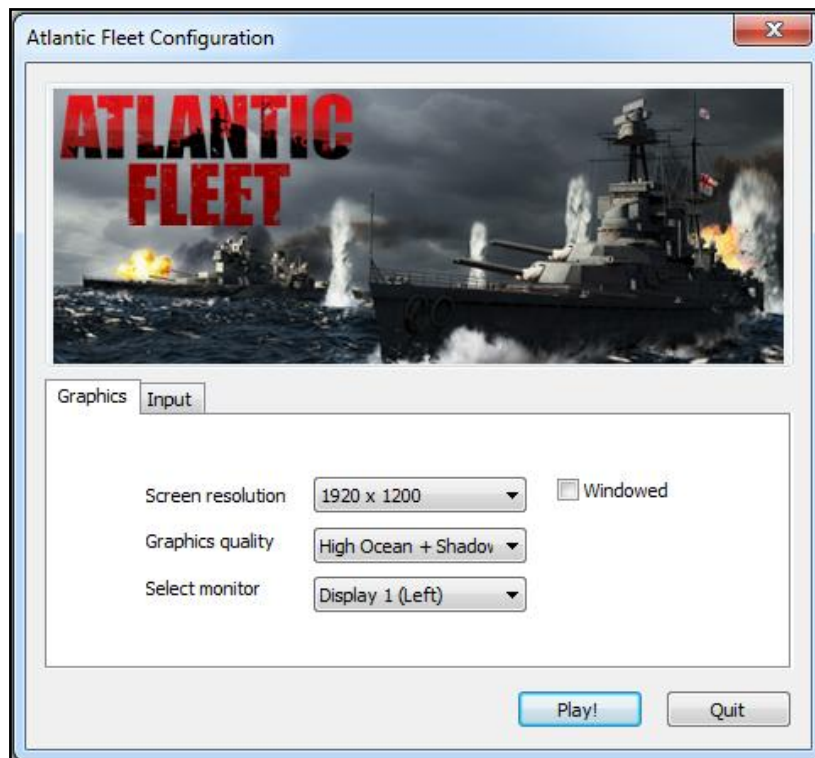 Atlantic Fleet Configuration
ATLANTIC
FLEET
Graphics
Input
Screen resolution
1920 x 1200
Windowed
Graphics quality
High Ocean + Shadov
Select monitor
Display 1 (Left)
Play!
Quit